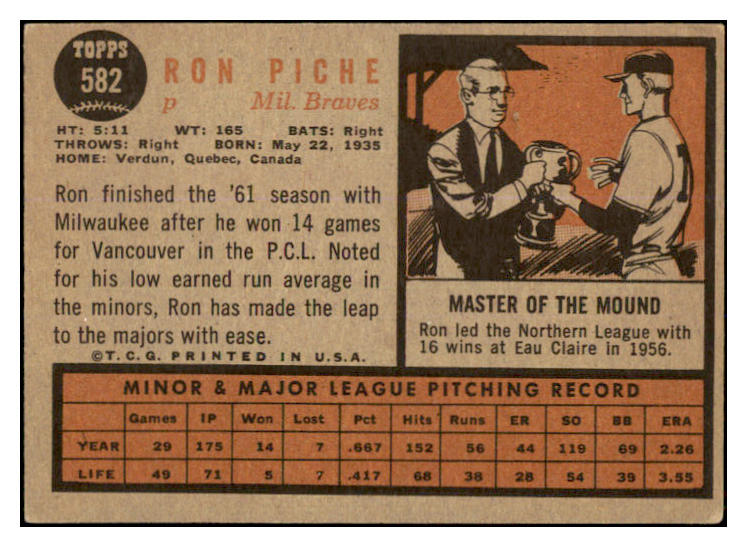 TOPPS
582
RON PICHE
p Mil. Braves
HT: 5:11 WT: 165 BATS: Right
THROWS: Right BORN: May 22, 1935
HOME: Verdun, Quebec, Canada
Ron finished the '61 season with
Milwaukee after he won 14 games
for Vancouver in the P.C.L. Noted
for his low earned run average in
the minors, Ron has made the leap
to the majors with ease.
©T.C.G. PRINTED IN U.S.A.
1
MASTER OF THE MOUND
Ron led the Northern League with
16 wins at Eau Claire in 1956.
MINOR & MAJOR LEAGUE PITCHING RECORD
Games IP Won Lost Pct Hits Runs ER SO BB ERA
YEAR 29 175 14 7 .667 152 56 44 119 69 2.26
LIFE 49 71 5 7 .417 68 38 28 54 39 3.55